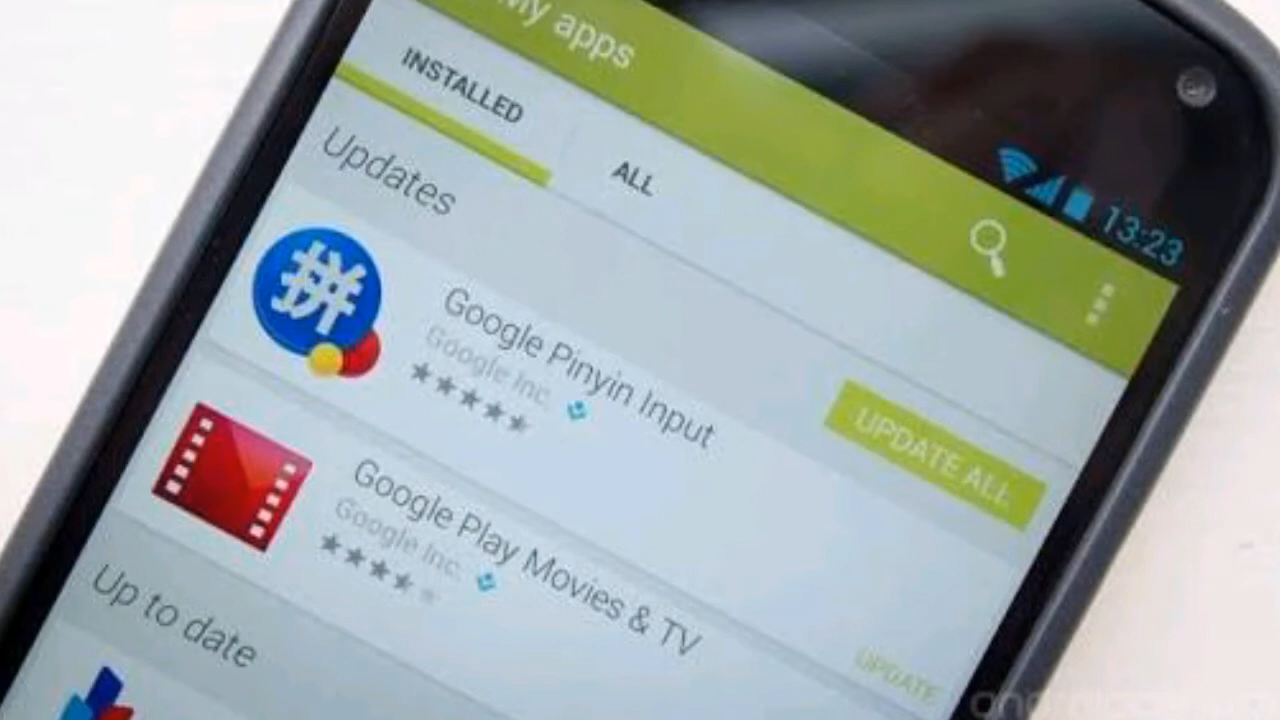 13:23
My apps
INSTALLED
ALL
Updates
UPDATE ALL
拼
Google Pinyin Input
Google Inc.
Google Play Movies & TV
Google Inc.
UPDATE
Up to date